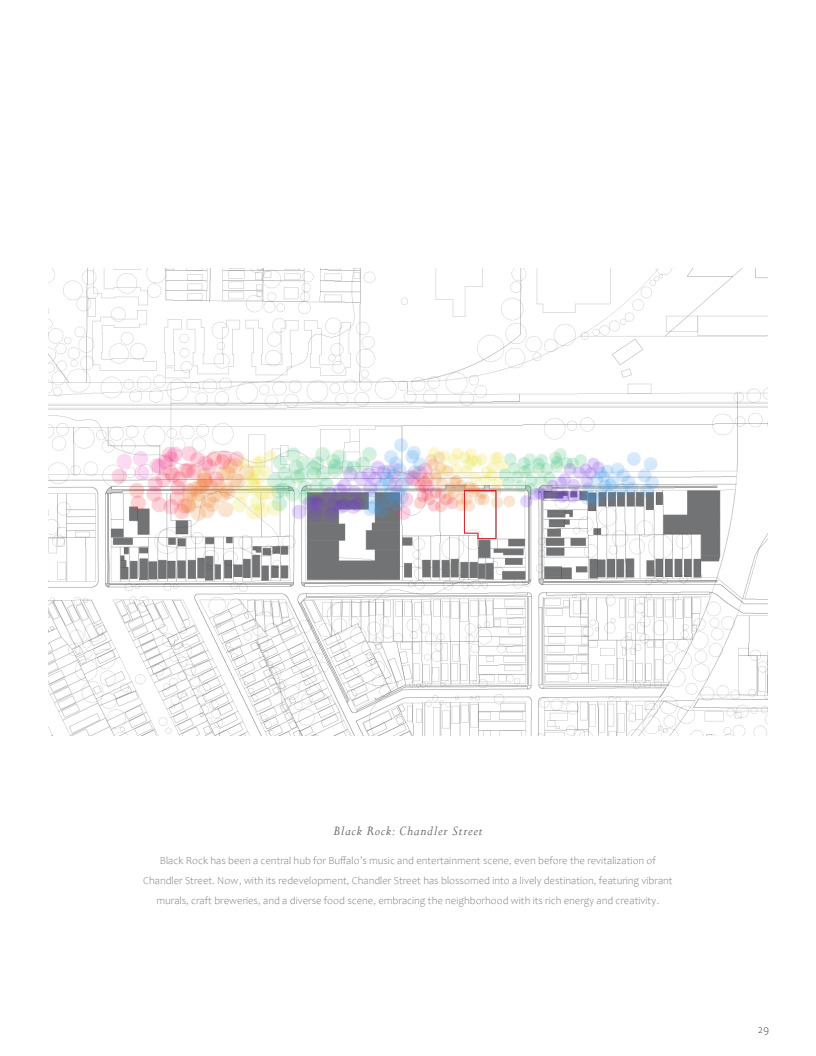 Black Rock: Chandler Street
Black Rock has been a central hub for Buffalo's music and entertainment scene, even before the revitalization of
Chandler Street. Now, with its redevelopment, Chandler Street has blossomed into a lively destination, featuring vibrant
murals, craft breweries, and a diverse food scene, embracing the neighborhood with its rich energy and creativity.
29